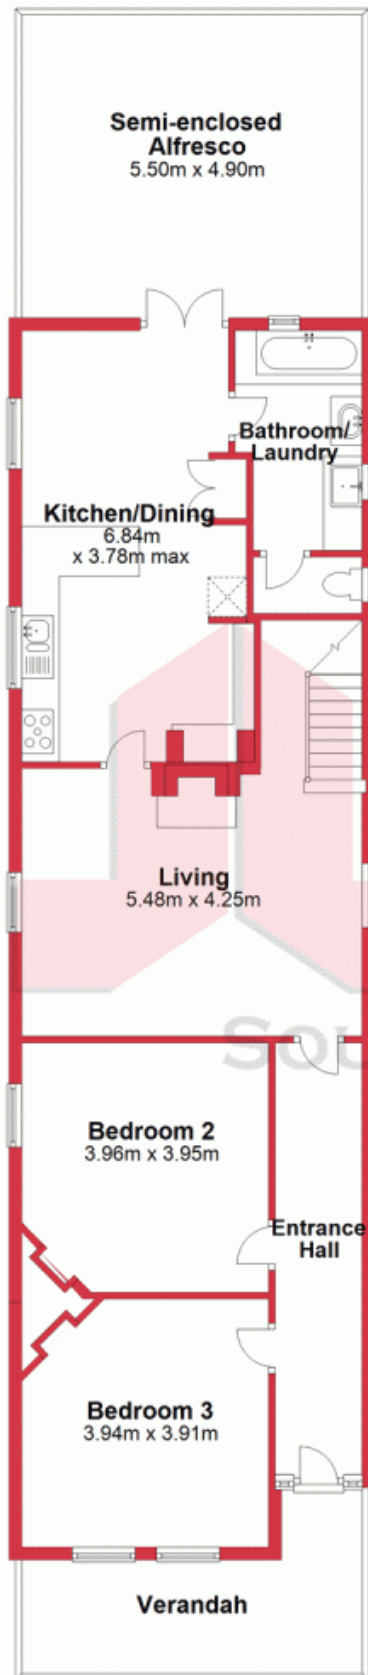 Semi-enclosed
Alfresco
5.50m x 4.90m
Bathroom/
Laundry
Kitchen/Dining
6.84m
x 3.78m max
Living
5.48m x 4.25m
Bedroom 2
3.96m x 3.95m
Entrance
Hall
Bedroom 3
3.94m x 3.91m
Verandah